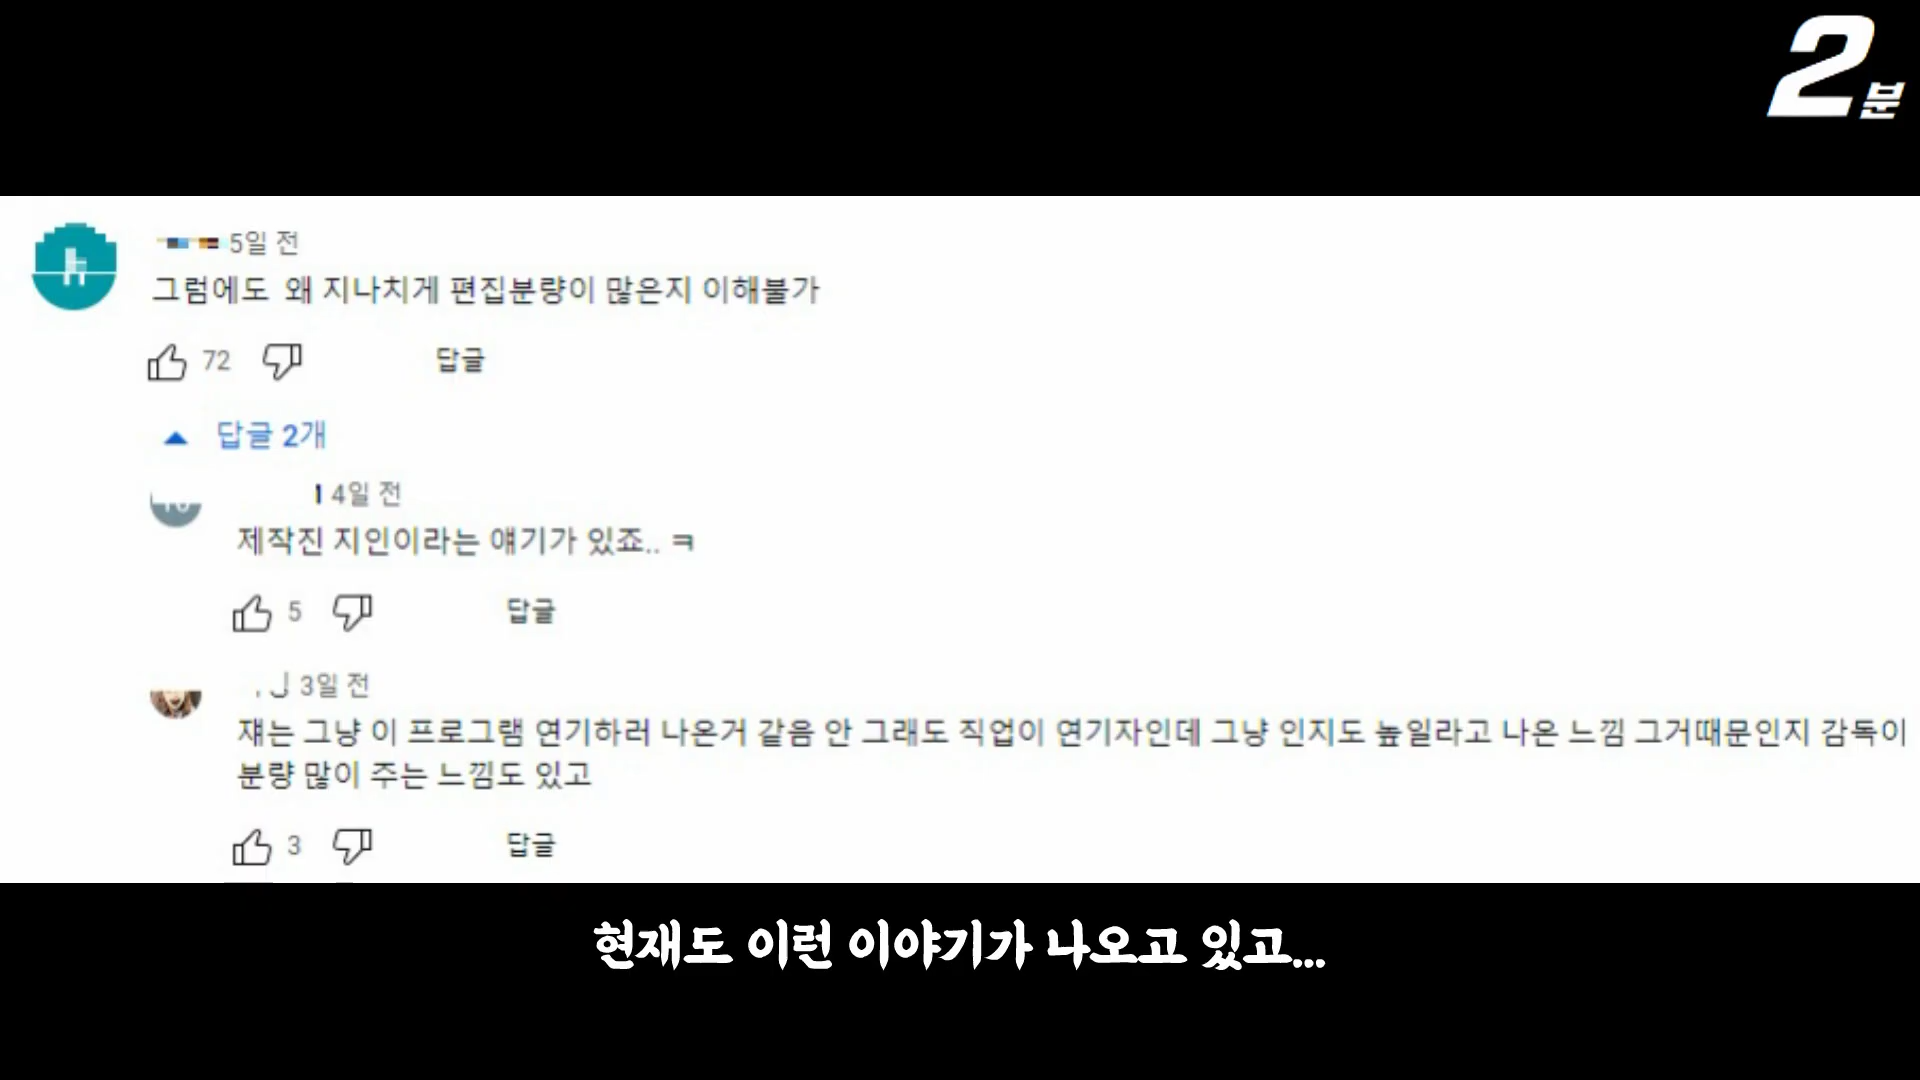 2분
5일 전
그럼에도 왜 지나치게 편집분량이 많은지 이해불가
72
답글
답글 2개
4일 전
제작진 지인이라는 얘기가 있죠.. ㅋ
5
답글
3일 전
쟤는 그냥 이 프로그램 연기하러 나온거 같음 안 그래도 직업이 연기자인데 그냥 인지도 높일라고 나온 느낌 그거때문인지 감독이
분량 많이 주는 느낌도 있고
3
답글
현재도 이런 이야기가 나오고 있고...